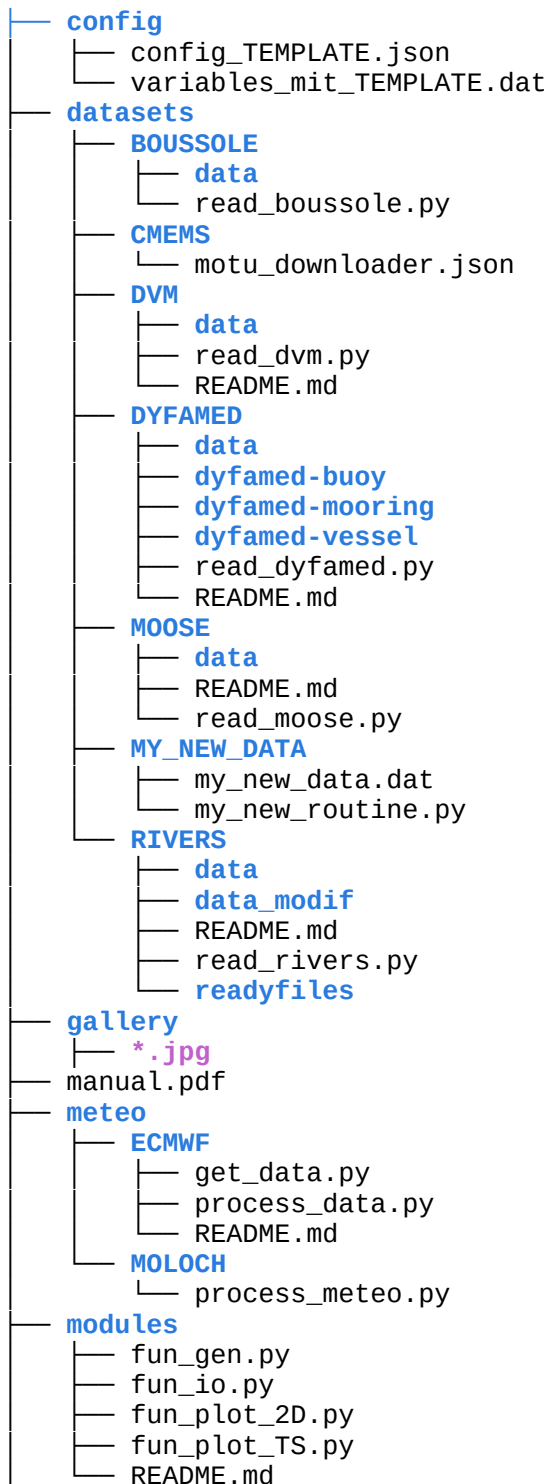 config
config_TEMPLATE.json
variables_mit_TEMPLATE.dat
datasets
BOUSSOLE
data
read_boussole.py
CMEMS
motu_downloader.json
DVM
data
read_dvm.py
README.md
DYFAMED
data
dyfamed-buoy
dyfamed-mooring
dyfamed-vessel
read_dyfamed.py
README.md
MOOSE
data
README.md
read_moose.py
MY_NEW_DATA
my_new_data.dat
my_new_routine.py
RIVERS
data
data_modif
README.md
read_rivers.py
readyfiles
gallery
*.jpg
manual.pdf
meteo
ECMWF
get_data.py
process_data.py
README.md
MOLOCH
process_meteo.py
modules
fun_gen.py
fun_io.py
fun_plot_2D.py
fun_plot_TS.py
README.md